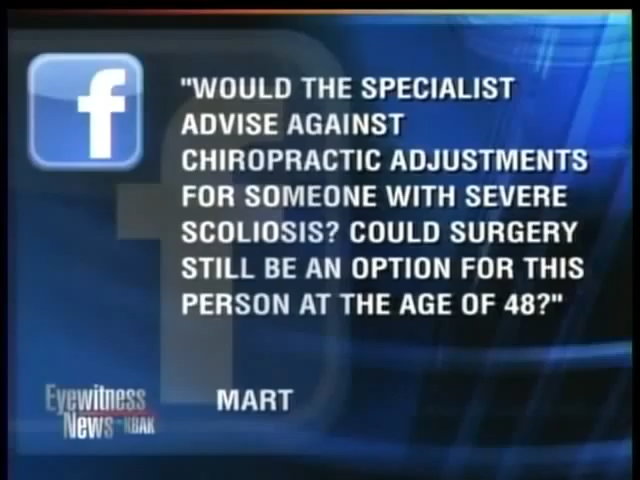 f
"WOULD THE SPECIALIST
ADVISE AGAINST
CHIROPRACTIC ADJUSTMENTS
FOR SOMEONE WITH SEVERE
SCOLIOSIS? COULD SURGERY
STILL BE AN OPTION FOR THIS
PERSON AT THE AGE OF 48?"
MART
Eyewitness
News KBAK